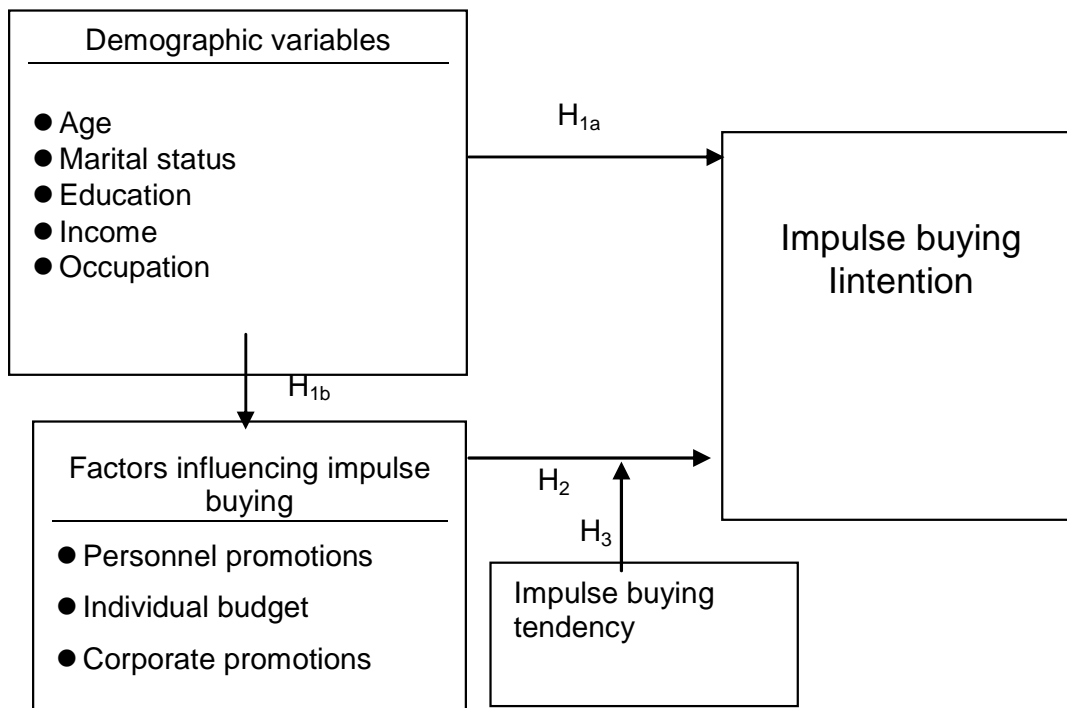 Demographic variables
● Age
● Marital status
● Education
● Income
● Occupation
H1a
Impulse buying
Iintention
H1b
Factors influencing impulse
buying
● Personnel promotions
● Individual budget
● Corporate promotions
H2
H3
Impulse buying
tendency